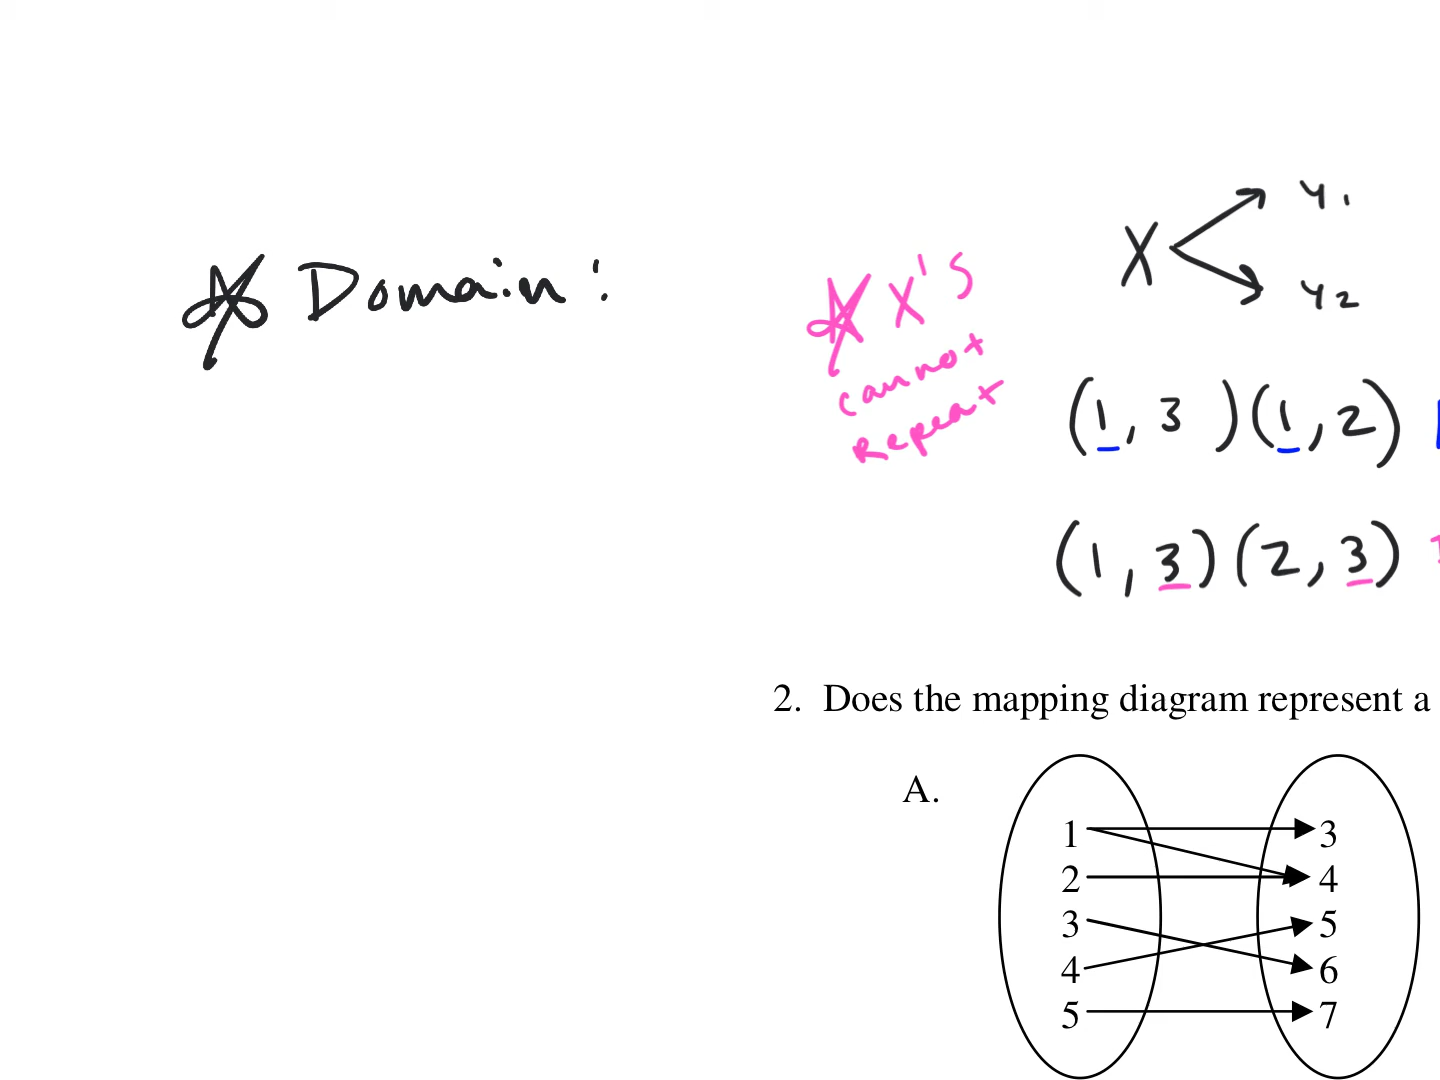 ☆ Domain:
☆ X's
cannot
repeat
X
y1
y2
(1, 3 )(1, 2)
(1, 3)(2, 3)
2. Does the mapping diagram represent a
A.
1 3
2 4
3 5
4 6
5 7